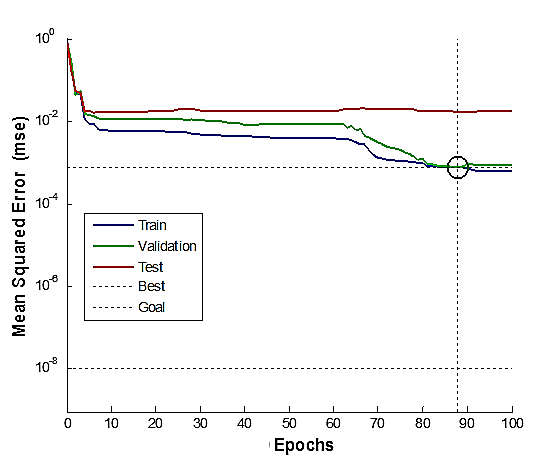 10^0
10^-2
10^-4
10^-6
10^-8
Mean Squared Error (mse)
Train
Validation
Test
Best
Goal
0 10 20 30 40 50 60 70 80 90 100
Epochs